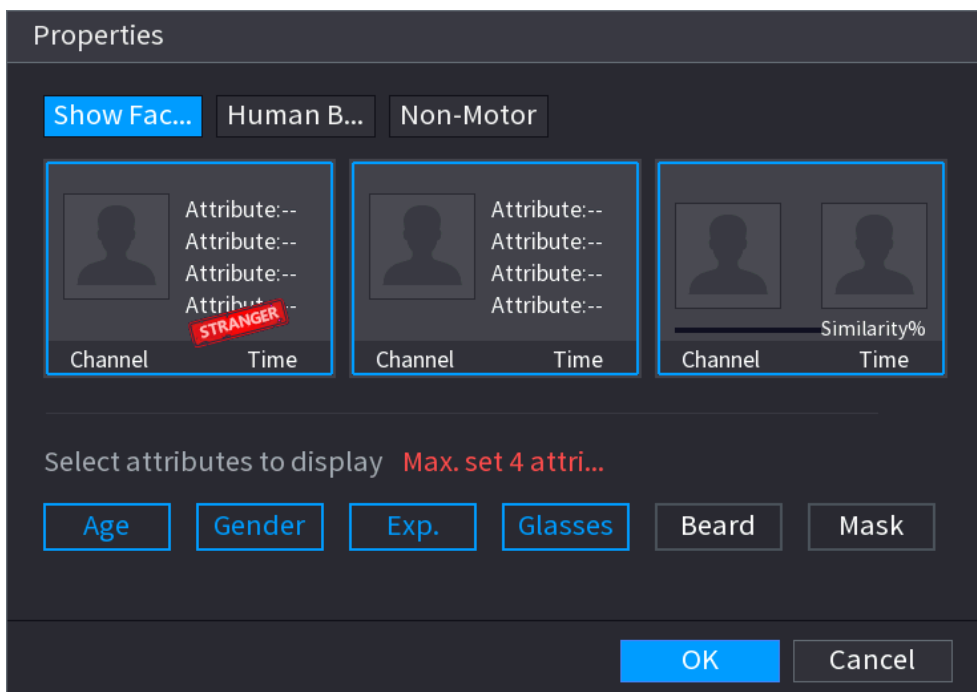 Properties
Show Fac... Human B... Non-Motor
Attribute:-- Attribute:--
Attribute:-- Attribute:--
Attribute:-- Attribute:--
Attribut --  Attribute:--
STRANGER Similarity%
Channel Time Channel Time Channel Time
Select attributes to display Max. set 4 attri...
Age Gender Exp. Glasses Beard Mask
OK Cancel